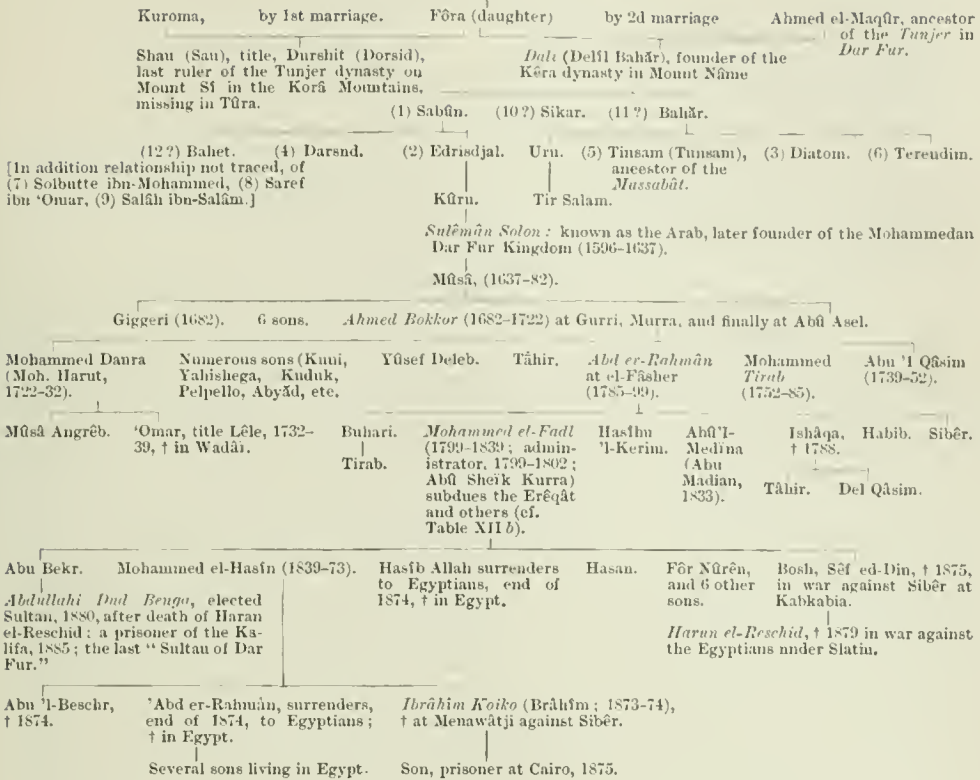 Kuroma, by 1st marriage. Fôra (daughter) by 2d marriage Ahmed el-Maqûr, ancestor
of the Tunjer in
Dar Fur.
Shau (Sau), title, Durshit (Dorsid),
last ruler of the Tunjer dynasty on
Mount Sî in the Korâ Mountains,
missing in Tûra.
Dali (Delîl Bahâr), founder of the
Kêra dynasty in Mount Nâme
(1) Sabûn. (10?) Sikar. (11?) Bahâr.
(12?) Bahet. (4) Darsnd. (2) Edrisdjal. Uru. (5) Tinsam (Tunsam), (3) Diatom. (6) Tereudim.
ancestor of the
Massabât.
[In addition relationship not traced, of
(7) Solbutte ibn-Mohammed, (8) Saref
ibu ‘Omar, (9) Salâh ibn-Salâm.]
Kûru. Tir Salam.
Sulêmân Solon: known as the Arab, later founder of the Mohammedan
Dar Fur Kingdom (1596-1637).
Mûsâ, (1637-82).
Giggeri (1682). 6 sons. Ahmed Bokkor (1682-1722) at Gurri, Murra, and finally at Abû Asel.
Mohammed Daura
(Moh. Harut,
1722-32).
Numerous sons (Kuui,
Yahishega, Kuduk,
Pelpello, Abyâd, etc.
Yûsef Deleb. Tâhir.
Abd er-Rahmân
at el-Fâsher
(1785-99).
Mohammed
Tirab
(1752-85).
Abu 'l Qâsim
(1739-52).
Mûsâ Angrêb.
‘Omar, title Lêle, 1732-
39, † in Wadâi.
Buhari.
Tirab.
Mohammed el-Fadl
(1799-1839; admin-
istrator, 1799-1802;
Abû Sheïk Kurra)
subdues the Erêqât
and others (cf.
Table XII b).
Hasîbu
'l-Kerim.
Abû'l-
Medîna
(Abu
Madian,
1833).
Ishâqa,
† 1788.
Habib. Sibêr.
Tâhir. Del Qâsim.
Abu Bekr. Mohammed el-Hasîn (1839-73).
Hasîb Allah surrenders
to Egyptians, end of
1874, † in Egypt.
Hasan.
Fôr Nûrên,
and 6 other
sons.
Bosh, Sêf ed-Din, † 1875,
in war against Sibêr at
Kabkabia.
Abdullahi Dud Benga, elected
Sultan, 1880, after death of Haran
el-Reschid: a prisoner of the Ka-
lifa, 1885; the last “Sultau of Dar
Fur.”
Harun el-Reschid, † 1879 in war against
the Egyptians nnder Slatin.
Abu 'l-Beschr,
† 1874.
'Abd er-Rahmân, surrenders,
end of 1874, to Egyptians;
† in Egypt.
Several sons living in Egypt.
Ibrâhîm Koiko (Brâhîm; 1873-74),
† at Menawâtji against Sibêr.
Son, prisoner at Cairo, 1875.